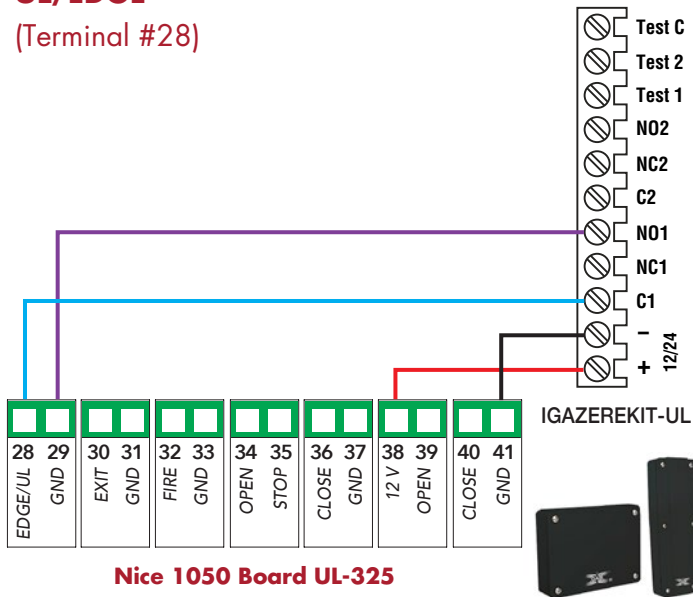 UL/EDGE
(Terminal #28)
Test C
Test 2
Test 1
NO2
NC2
C2
NO1
NC1
C1
–
+
12/24
IGAZEREKIT-UL
28 29 30 31 32 33 34 35 36 37 38 39 40 41
EDGE/UL GND EXIT GND FIRE GND OPEN STOP CLOSE GND 12 V OPEN CLOSE GND
Nice 1050 Board UL-325